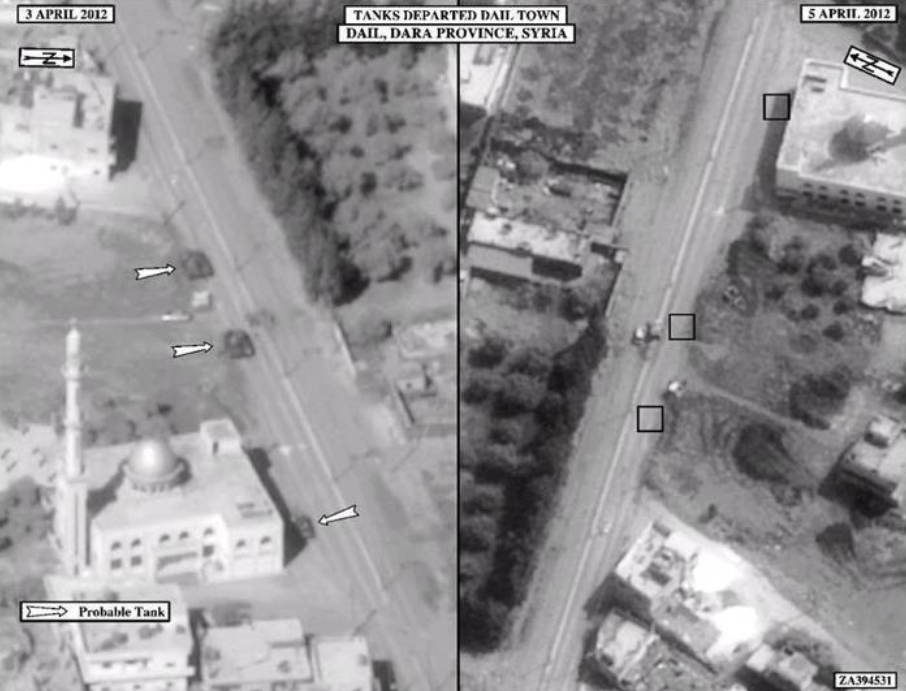 3 APRIL 2012
TANKS DEPARTED DAIL TOWN
DAIL, DARA PROVINCE, SYRIA
5 APRIL 2012
Z
Z
Probable Tank
ZA394531